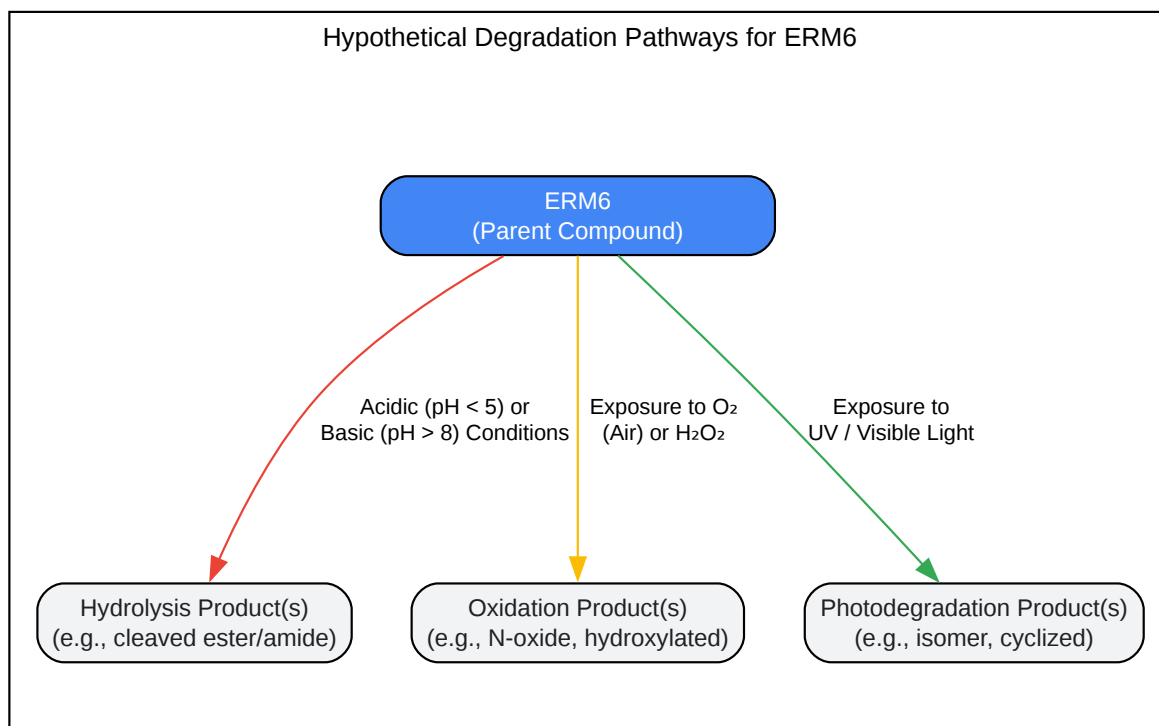 Hypothetical Degradation Pathways for ERM6
ERM6
(Parent Compound)
Acidic (pH < 5) or
Basic (pH > 8) Conditions
Exposure to O₂
(Air) or H₂O₂
Exposure to
UV / Visible Light
Hydrolysis Product(s)
(e.g., cleaved ester/amide)
Oxidation Product(s)
(e.g., N-oxide, hydroxylated)
Photodegradation Product(s)
(e.g., isomer, cyclized)